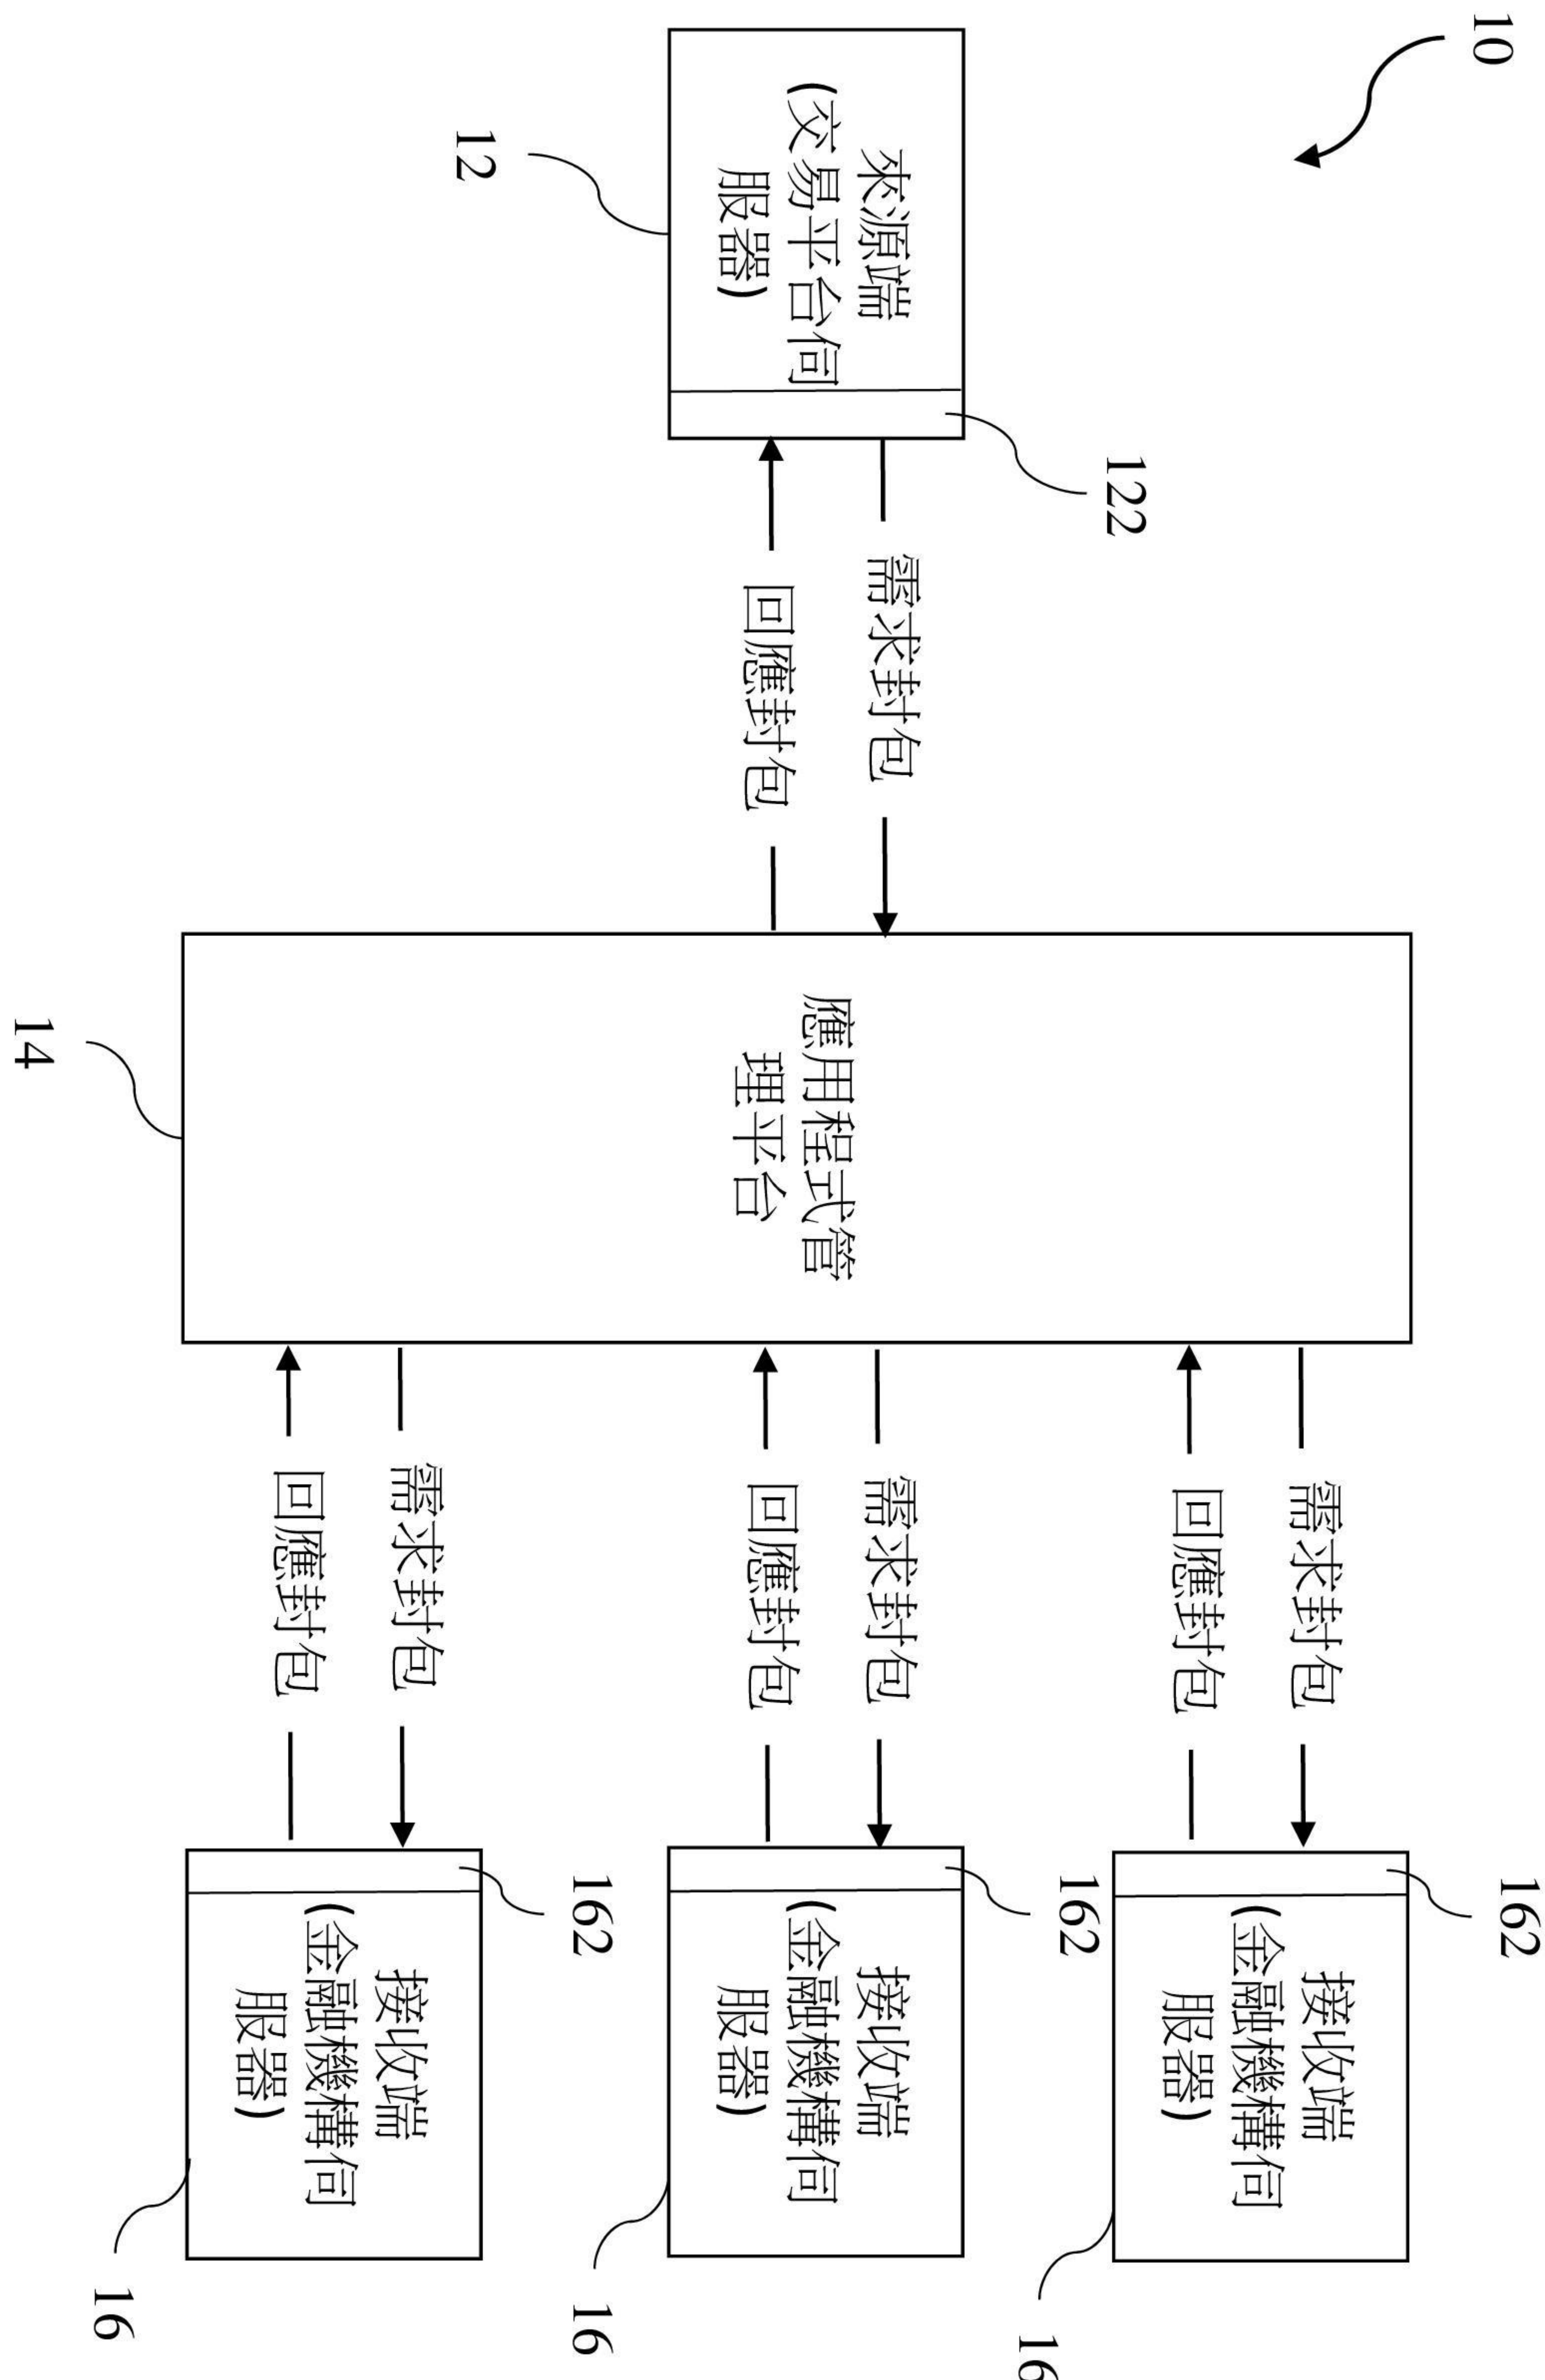 10
來源端
(交易平台伺
服器)
12
122
需求封包
回應封包
應用程式管
理平台
14
需求封包
回應封包
162
接收端
(金融機構伺
服器)
16
需求封包
回應封包
162
接收端
(金融機構伺
服器)
16
需求封包
回應封包
162
接收端
(金融機構伺
服器)
16